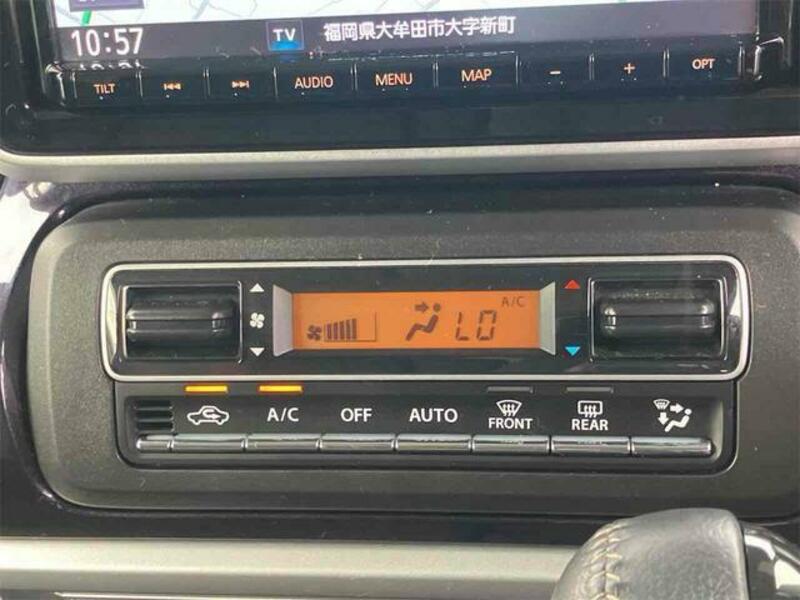 10:57 TV 福岡県大牟田市大字新町
TILT AUDIO MENU MAP - + OPT
A/C
LO
A/C OFF AUTO FRONT REAR